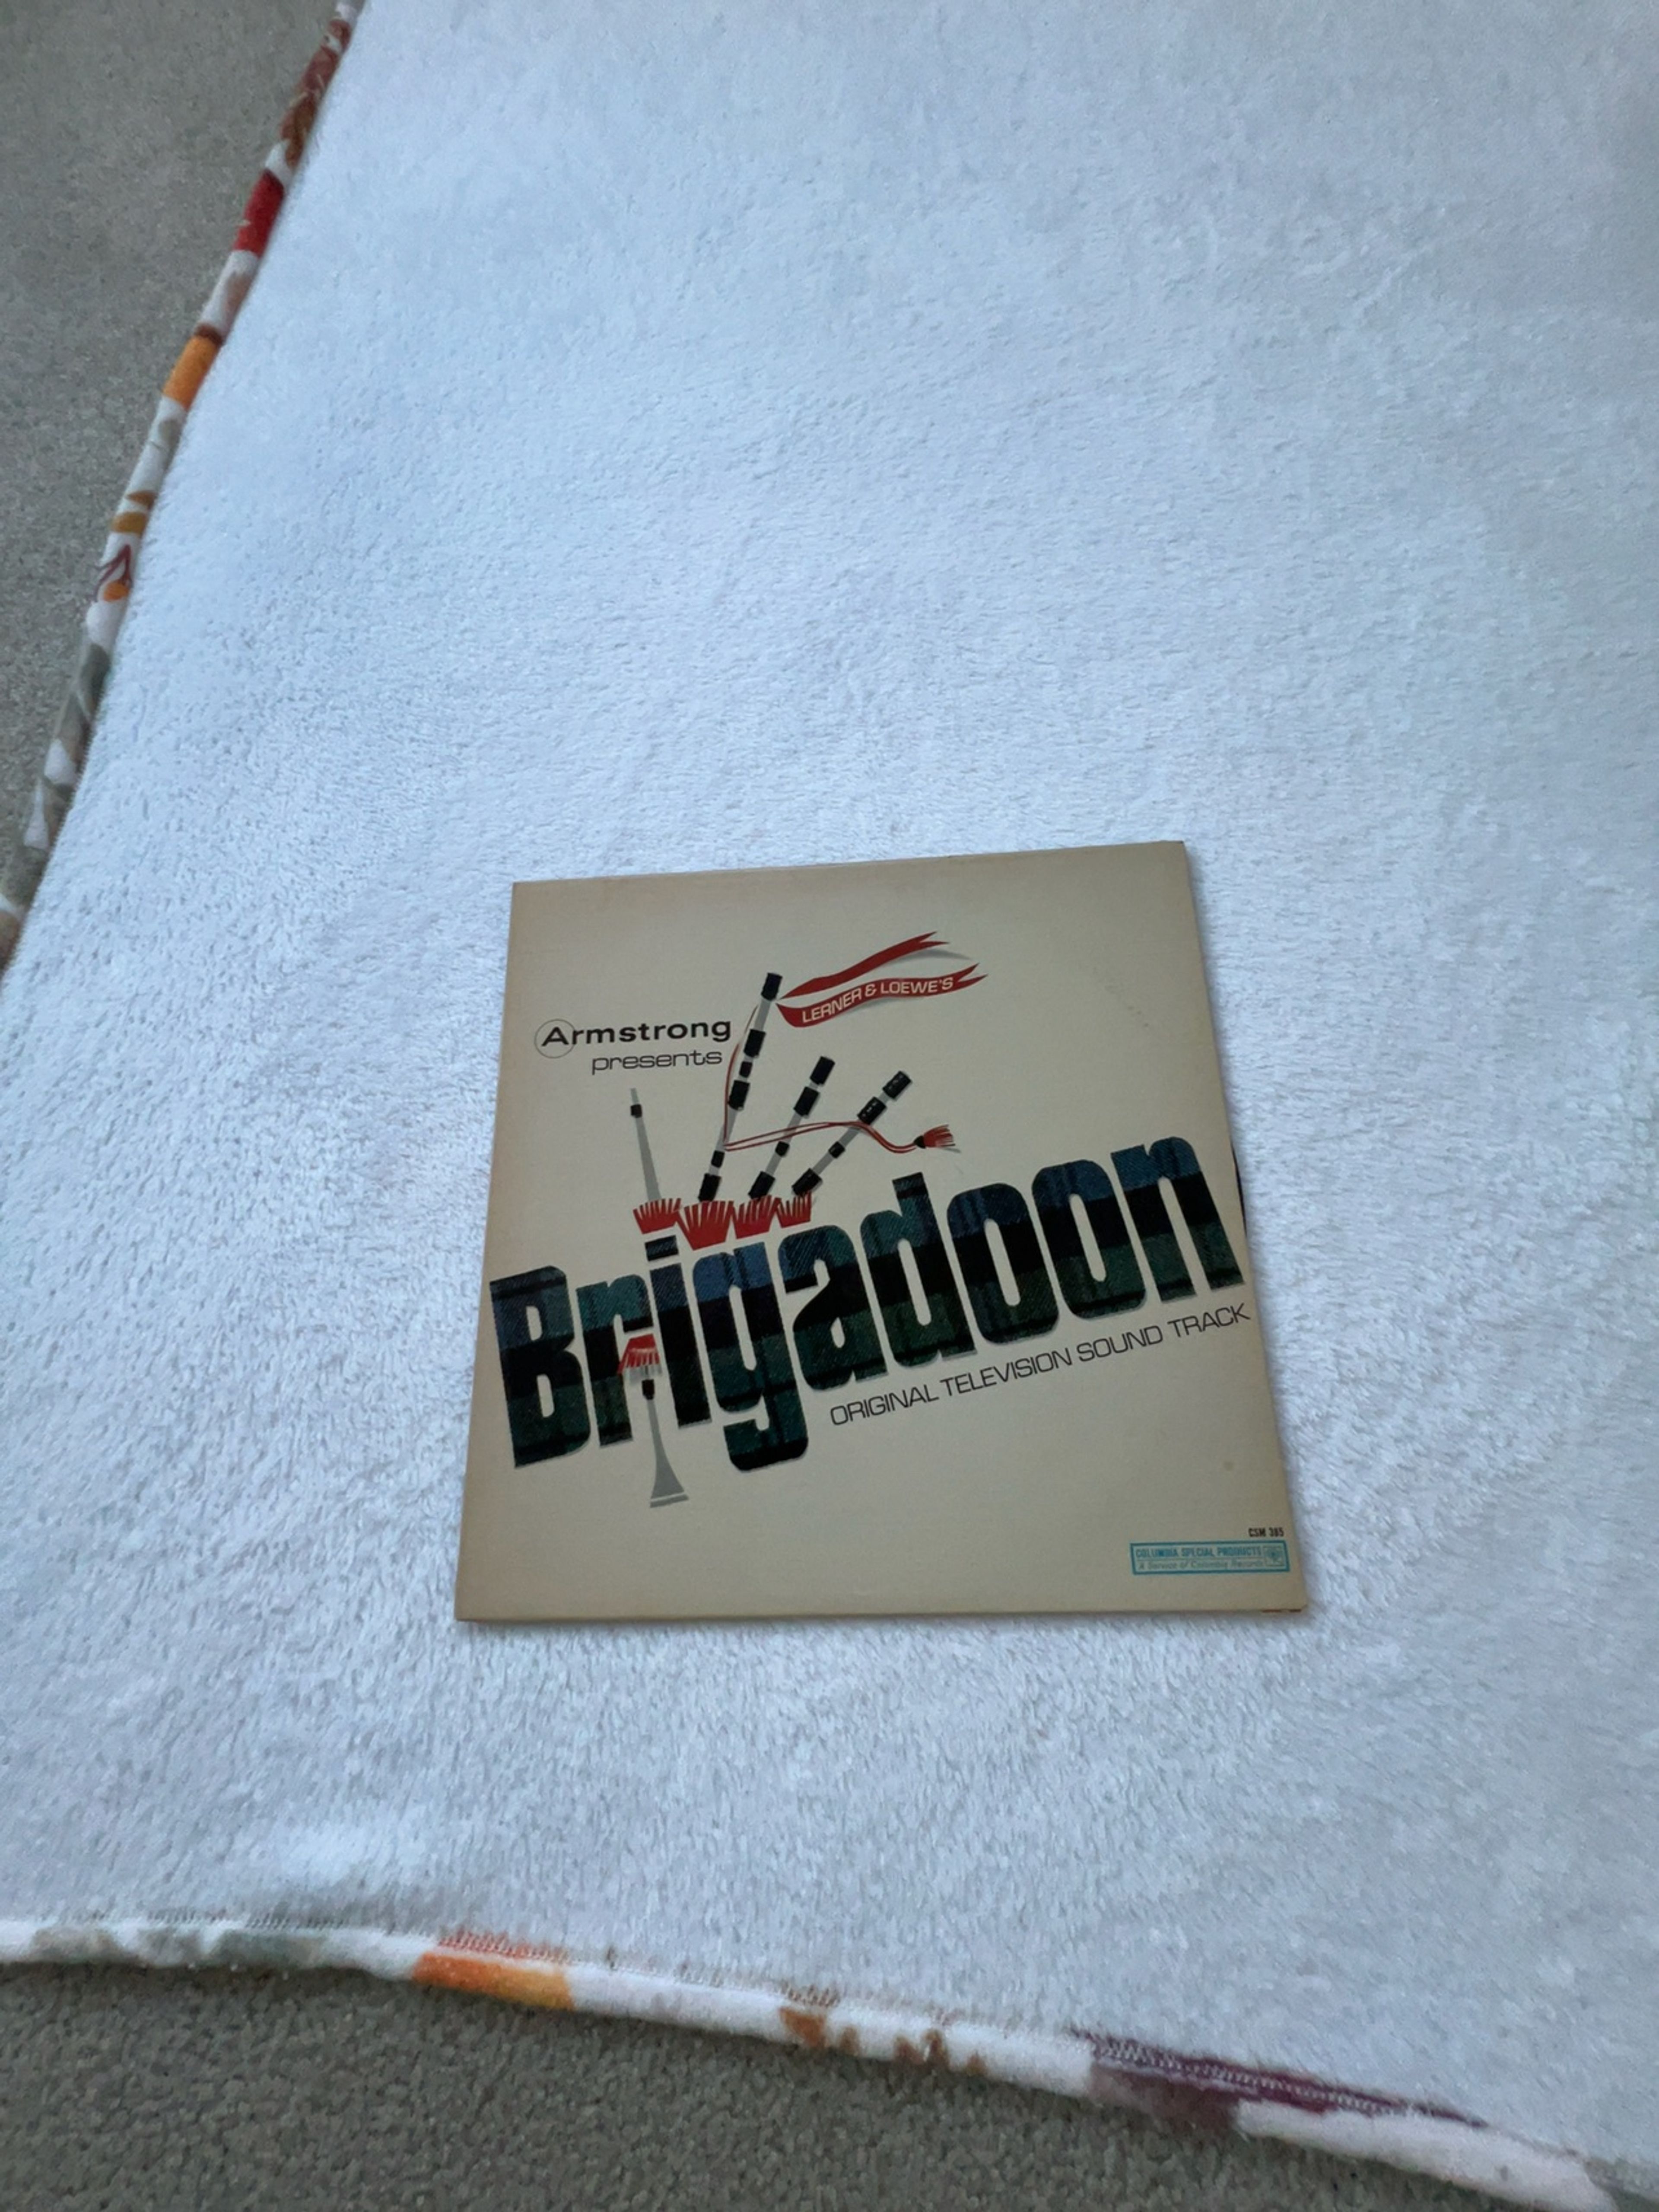 LERNER & LOEWE'S
Armstrong
presents
Brigadoon
ORIGINAL TELEVISION SOUND TRACK
CSM 385
COLUMBIA SPECIAL PRODUCTS
A Service of Columbia Records